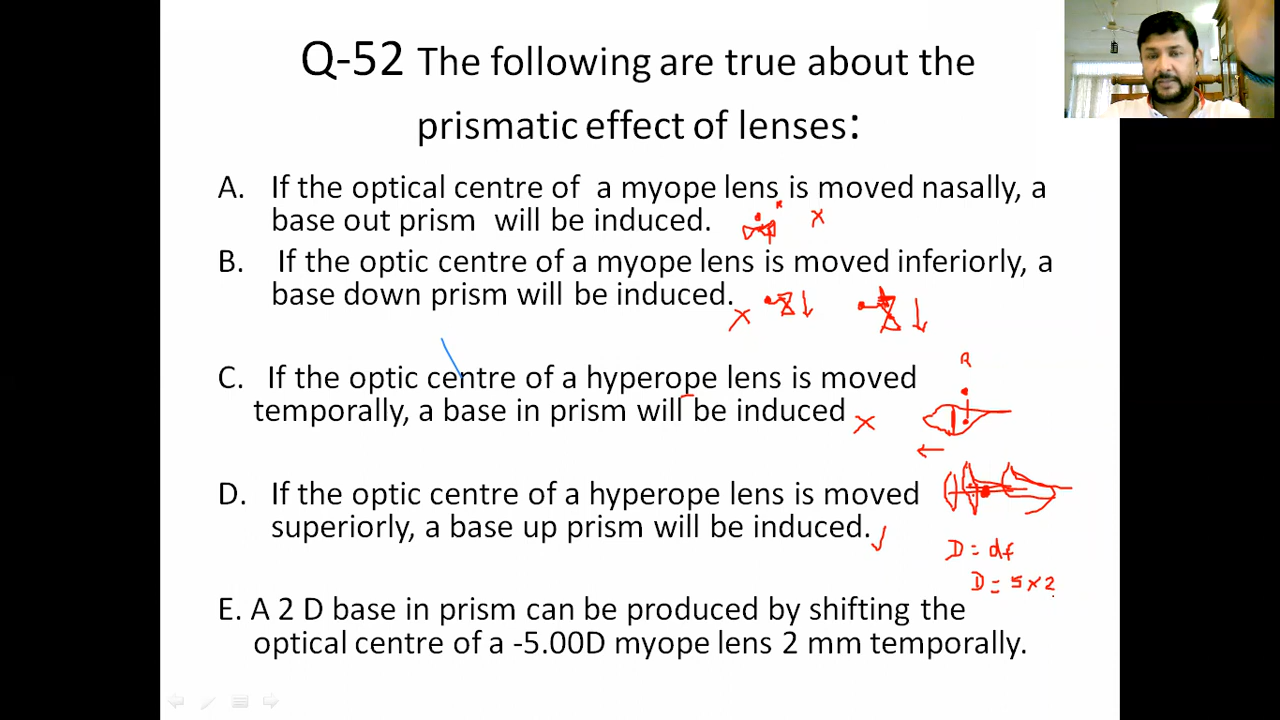 Q-52 The following are true about the
prismatic effect of lenses:
A. If the optical centre of a myope lens is moved nasally, a
base out prism will be induced. X
B. If the optic centre of a myope lens is moved inferiorly, a
base down prism will be induced. X
C. If the optic centre of a hyperope lens is moved
temporally, a base in prism will be induced X
R
D. If the optic centre of a hyperope lens is moved
superiorly, a base up prism will be induced. ✓
D = df
D = 5 x 2
E. A 2 D base in prism can be produced by shifting the
optical centre of a -5.00D myope lens 2 mm temporally.